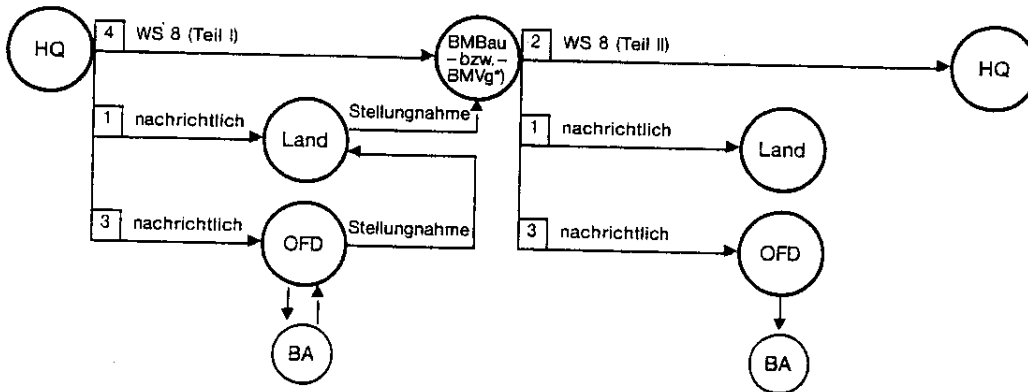 HQ
4 WS 8 (Teil I)
BMBau
– bzw. –
BMVg*)
2 WS 8 (Teil II)
HQ
1 nachrichtlich
Land
Stellungnahme
1 nachrichtlich
Land
3 nachrichtlich
OFD
Stellungnahme
3 nachrichtlich
OFD
BA
BA